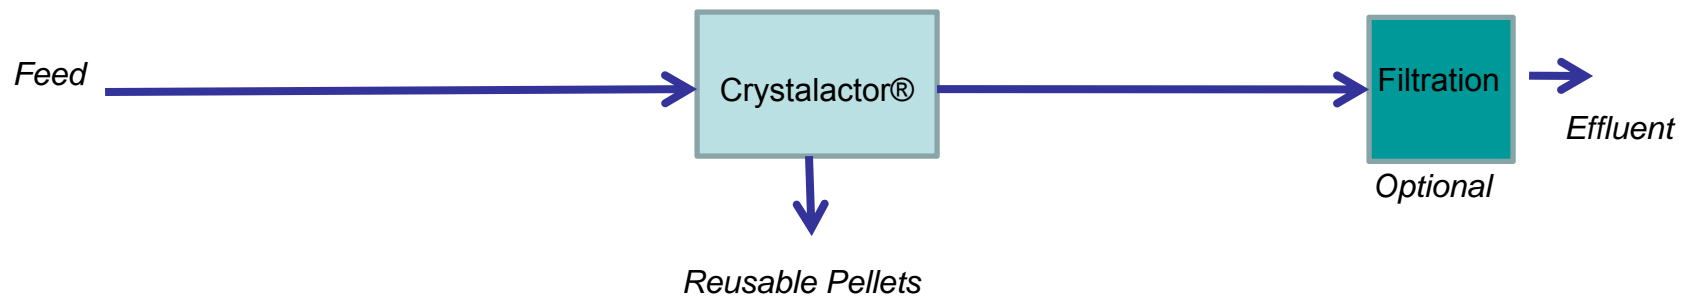 Feed
Crystalactor®
Filtration
Effluent
Optional
Reusable Pellets